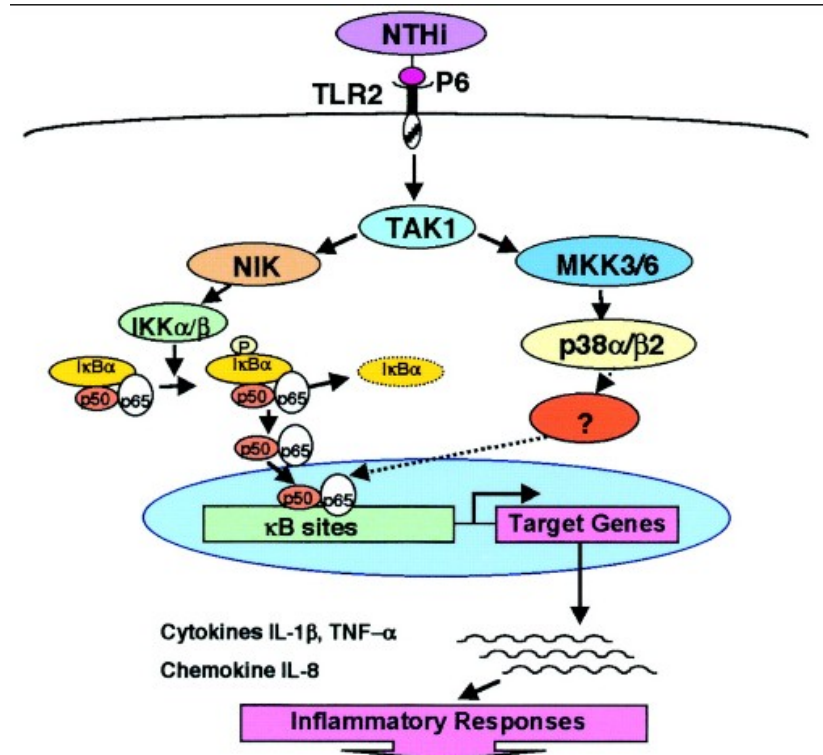 NTHi
P6
TLR2
TAK1
NIK
MKK3/6
IKKα/β
p38α/β2
P
IκBα
IκBα
IκBα
p50
p65
p50
p65
?
p50
p65
p50
p65
κB sites
Target Genes
Cytokines IL-1β, TNF-α
Chemokine IL-8
Inflammatory Responses